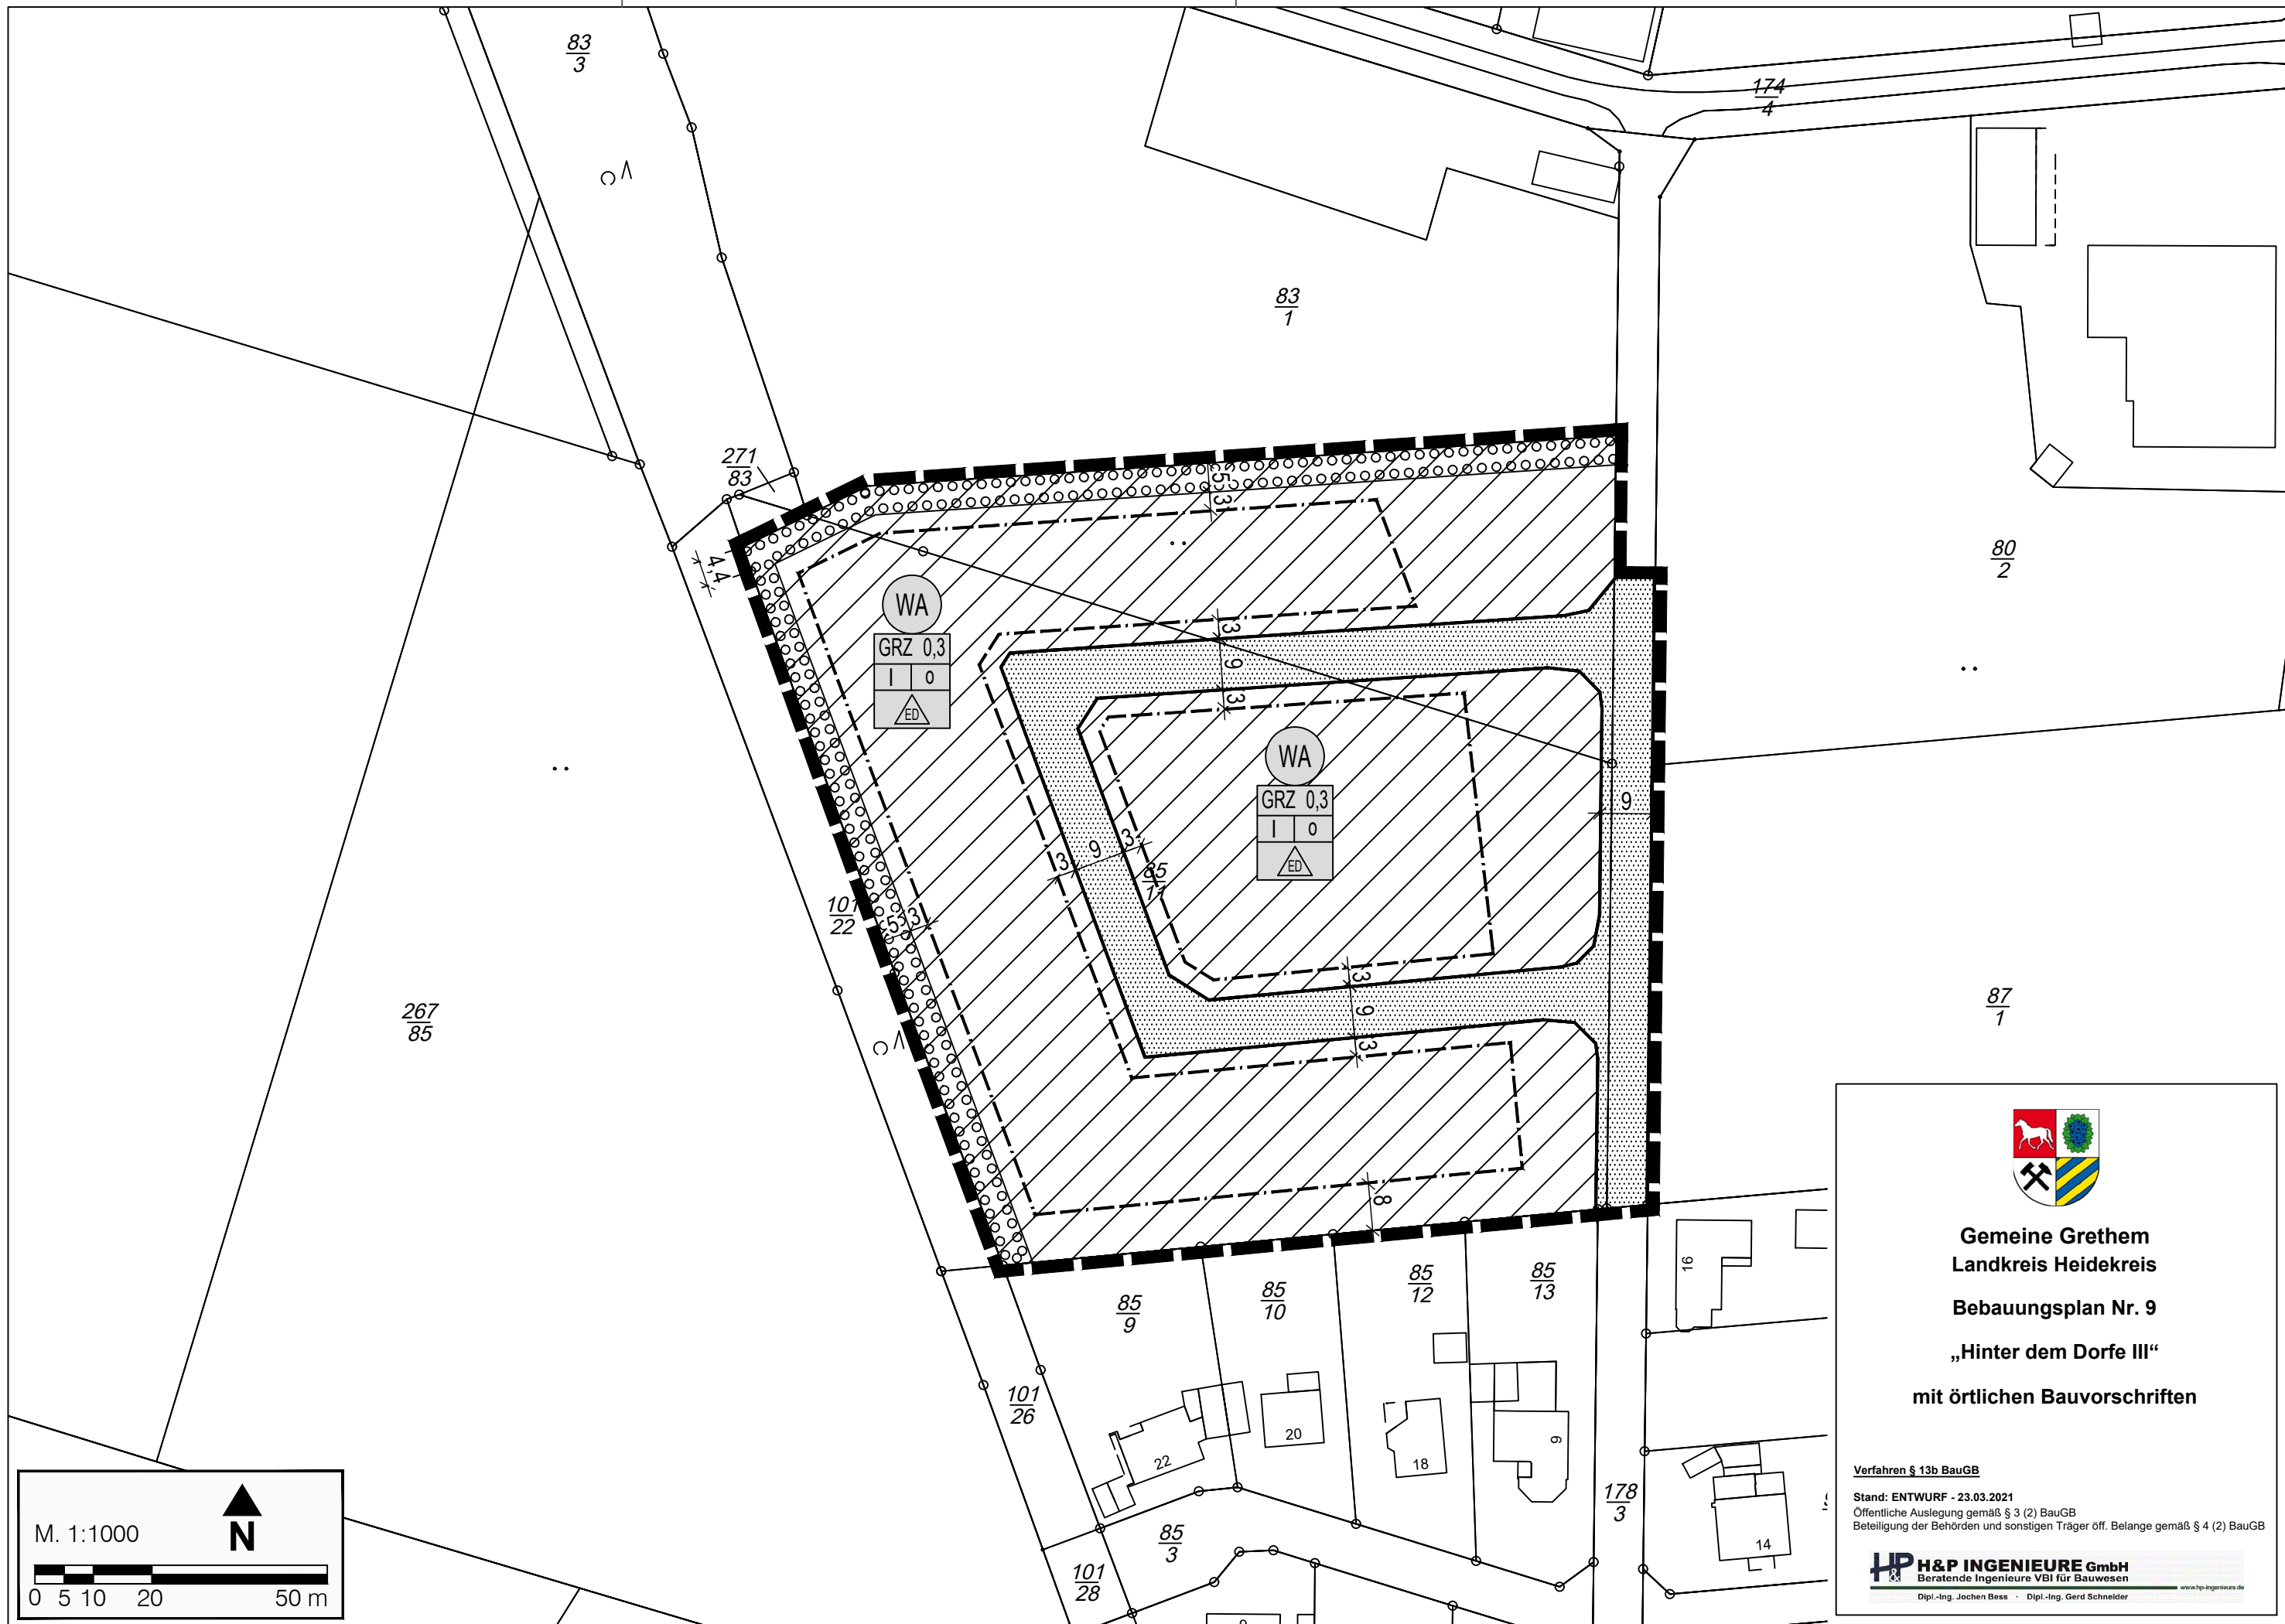 83
3
174
4
V
C
83
1
271
83
80
2
4,4
5
3
WA
GRZ 0,3
I o
ED
3
9
3
WA
GRZ 0,3
I o
ED
9
3
9
3
85
11
101
22
5
3
3
9
3
V
C
267
85
87
1
8
85
9
85
10
85
12
85
13
16
101
26
22
20
18
9
178
3
14
85
3
101
28
M. 1:1000
N
0 5 10 20 50 m
Gemeine Grethem
Landkreis Heidekreis
Bebauungsplan Nr. 9
„Hinter dem Dorfe III“
mit örtlichen Bauvorschriften
Verfahren § 13b BauGB
Stand: ENTWURF - 23.03.2021
Öffentliche Auslegung gemäß § 3 (2) BauGB
Beteiligung der Behörden und sonstigen Träger öff. Belange gemäß § 4 (2) BauGB
H&P H&P INGENIEURE GmbH
Beratende Ingenieure VBI für Bauwesen
www.hp-ingenieure.de
Dipl.-Ing. Jochen Bess · Dipl.-Ing. Gerd Schneider